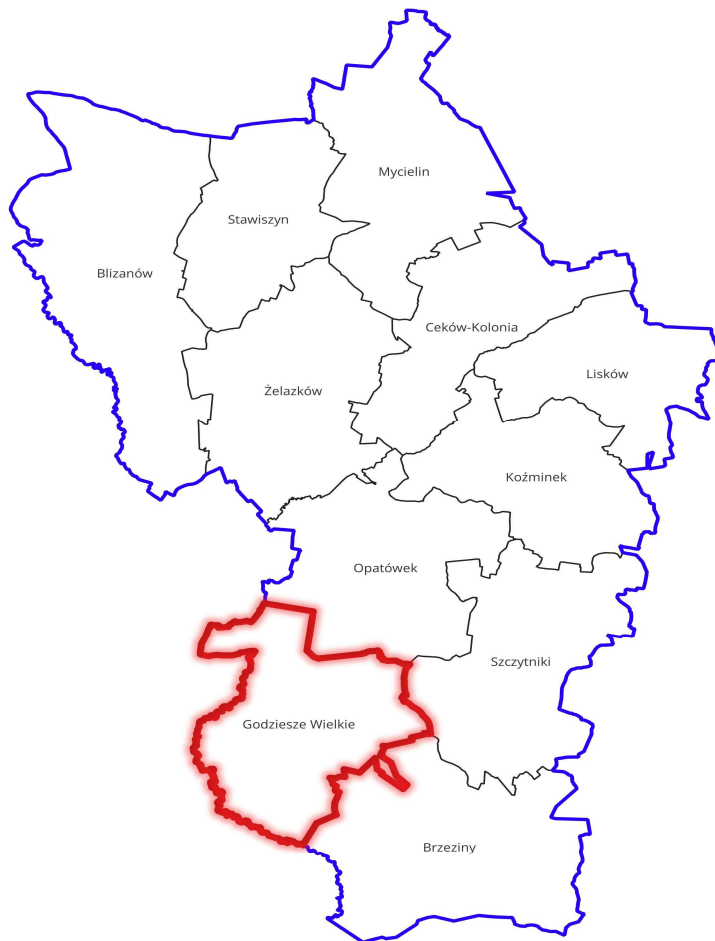 Mycielin
Stawiszyn
Blizanów
Ceków-Kolonia
Lisków
Żelazków
Koźminek
Opatówek
Szczytniki
Godziesze Wielkie
Brzeziny